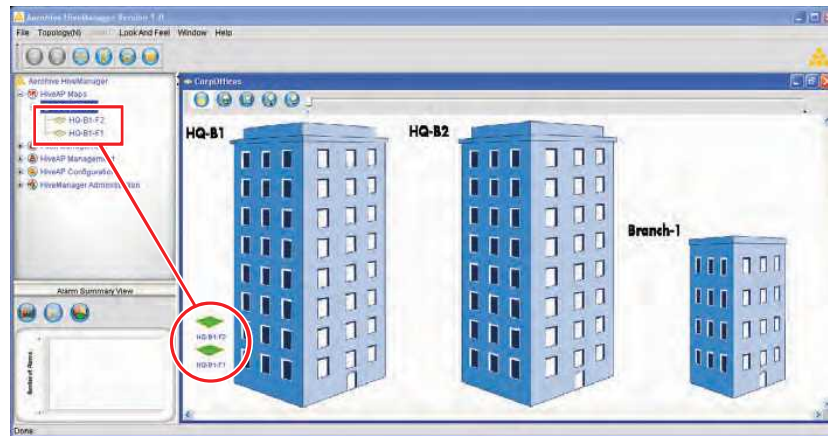 Aerohive HiveManager Version 1.0
File Topology(N) Look And Feel Window Help
Aerohive HiveManager
HiveAP Maps
HQ-B1-F2
HQ-B1-F1
HiveAP Management
HiveAP Configuration
HiveManager Administration
Alarm Summary View
Done
CorpOffices
HQ-B1
HQ-B2
Branch-1
HQ-B1-F2
HQ-B1-F1